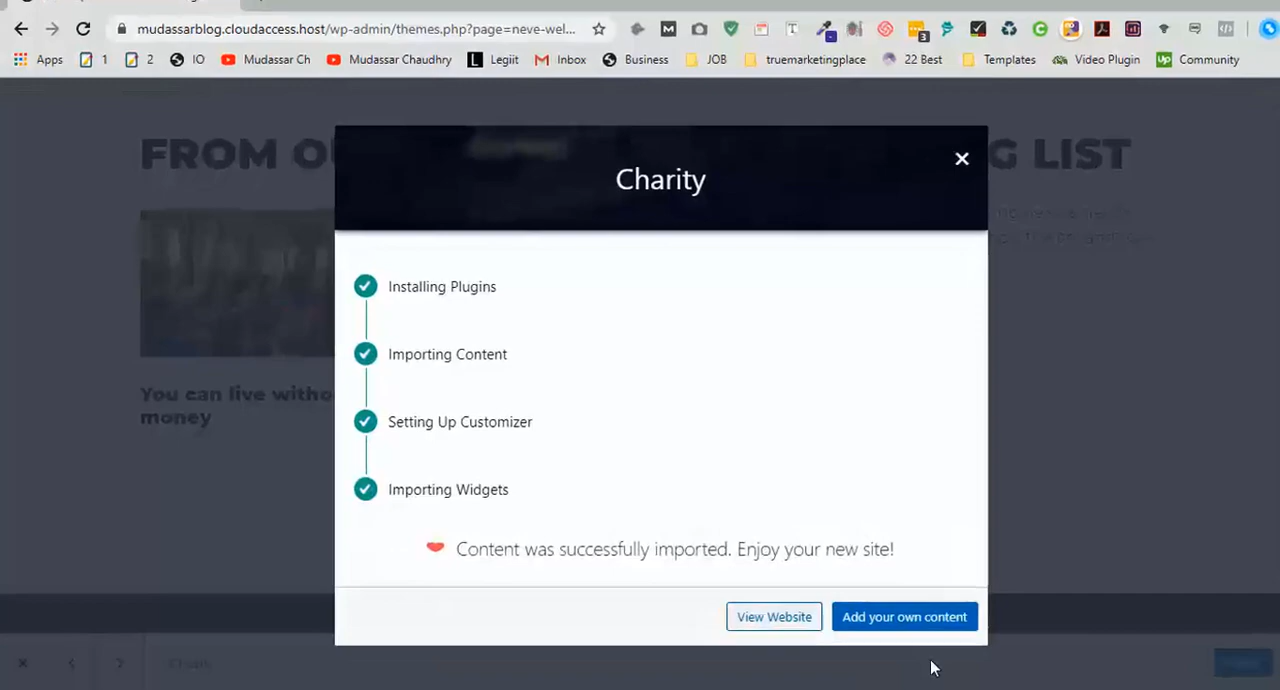 mudassarblog.cloudaccess.host/wp-admin/themes.php?page=neve-wel...
3
Apps 1 2 IO Mudassar Ch Mudassar Chaudhry Legiit Inbox Business JOB truemarketingplace 22 Best Templates Video Plugin Community
FROM OU
G LIST
Charity
You can live witho
money
Installing Plugins
Importing Content
Setting Up Customizer
Importing Widgets
Content was successfully imported. Enjoy your new site!
View Website Add your own content
Charity